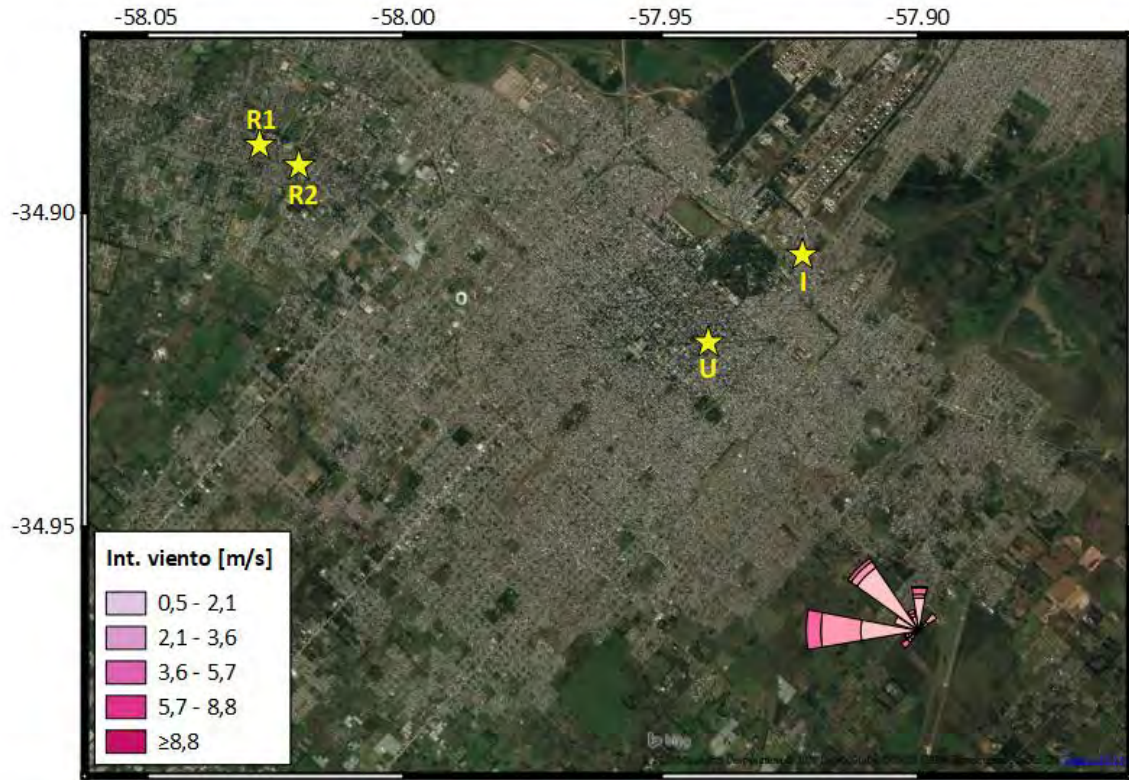 -58.05 -58.00 -57.95 -57.90
R1
R2
-34.90
I
U
-34.95
Int. viento [m/s]
0,5 - 2,1
2,1 - 3,6
3,6 - 5,7
5,7 - 8,8
≥8,8
bing